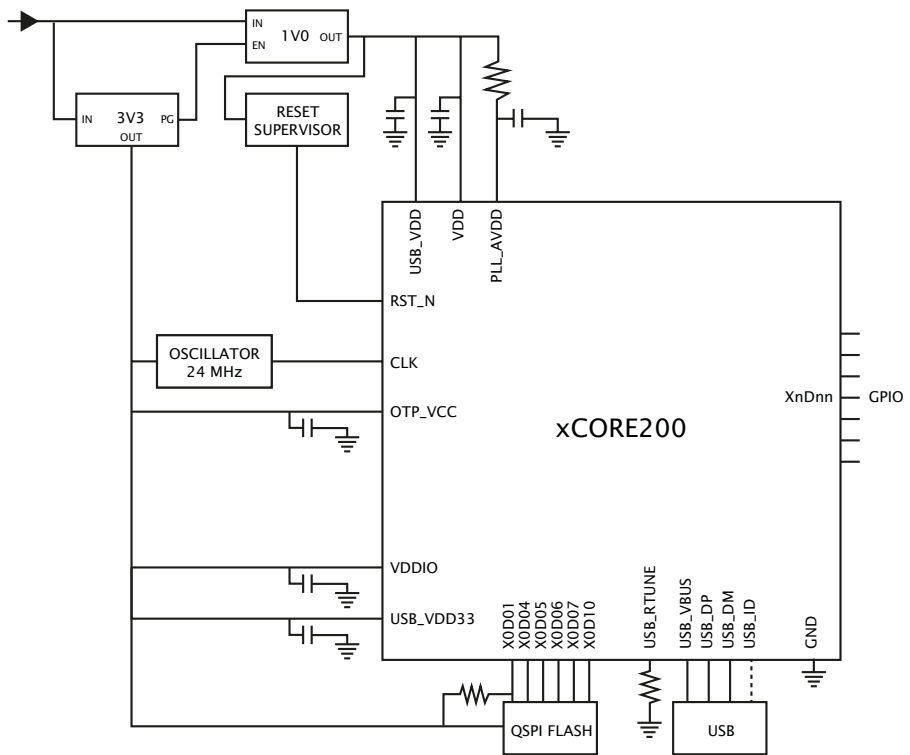 IN
1V0
OUT
EN
IN
3V3
PG
OUT
RESET
SUPERVISOR
USB_VDD
VDD
PLL_AVDD
RST_N
OSCILLATOR
24 MHz
CLK
OTP_VCC
XnDnn
GPIO
xCORE200
VDDIO
USB_VDD33
X0D01
X0D04
X0D05
X0D06
X0D07
X0D10
USB_RTUNE
USB_VBUS
USB_DP
USB_DM
USB_ID
GND
QSPI FLASH
USB